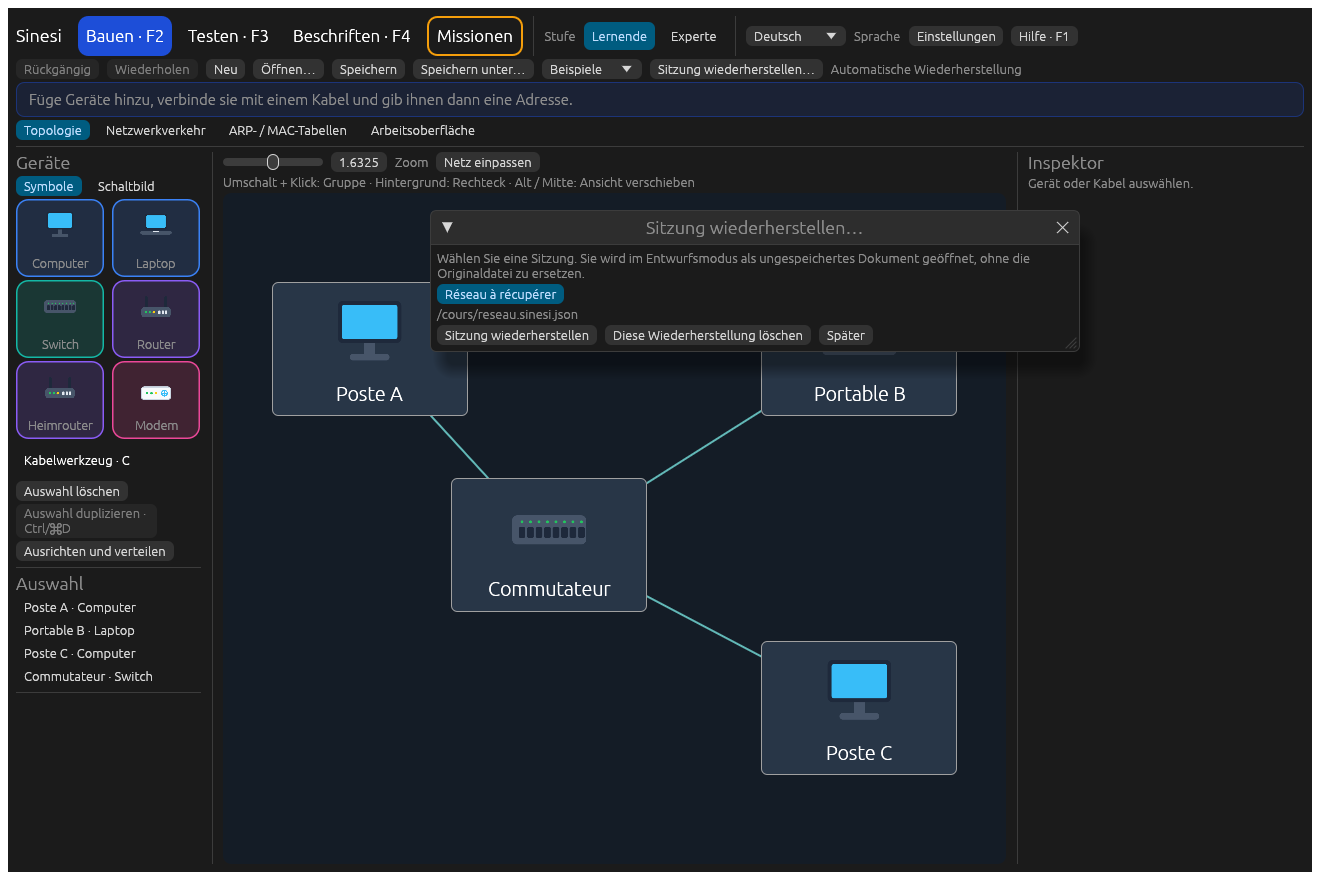 Sinesi Bauen · F2 Testen · F3 Beschriften · F4 Missionen Stufe Lernende Experte Deutsch Sprache Einstellungen Hilfe · F1
Rückgängig Wiederholen Neu Öffnen… Speichern Speichern unter… Beispiele Sitzung wiederherstellen… Automatische Wiederherstellung
Füge Geräte hinzu, verbinde sie mit einem Kabel und gib ihnen dann eine Adresse.
Topologie Netzwerkverkehr ARP- / MAC-Tabellen Arbeitsoberfläche
Geräte
Symbole Schaltbild
Computer Laptop
Switch Router
Heimrouter Modem
Kabelwerkzeug · C
Auswahl löschen
Auswahl duplizieren ·
Ctrl/⌘D
Ausrichten und verteilen
Auswahl
Poste A · Computer
Portable B · Laptop
Poste C · Computer
Commutateur · Switch
1.6325 Zoom Netz einpassen
Umschalt + Klick: Gruppe · Hintergrund: Rechteck · Alt / Mitte: Ansicht verschieben
Sitzung wiederherstellen…
Wählen Sie eine Sitzung. Sie wird im Entwurfsmodus als ungespeichertes Dokument geöffnet, ohne die
Originaldatei zu ersetzen.
Réseau à récupérer
/cours/reseau.sinesi.json
Sitzung wiederherstellen Diese Wiederherstellung löschen Später
Poste A
Portable B
Commutateur
Poste C
Inspektor
Gerät oder Kabel auswählen.